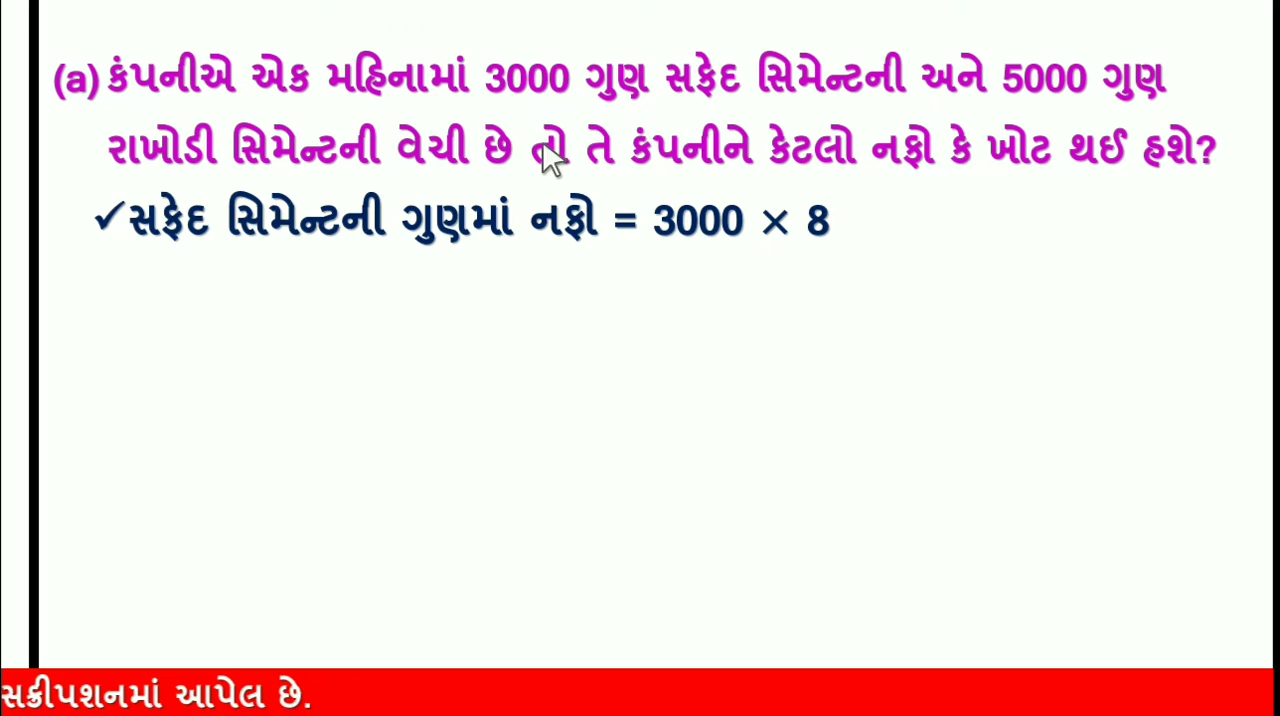 (a) કંપનીએ એક મહિનામાં 3000 ગુણ સફેદ સિમેન્ટની અને 5000 ગુણ
રાખોડી સિમેન્ટની વેચી છે તો તે કંપનીને કેટલો નફો કે ખોટ થઈ હશે?
✓સફેદ સિમેન્ટની ગુણમાં નફો = 3000 × 8
સક્રીપશનમાં આપેલ છે.